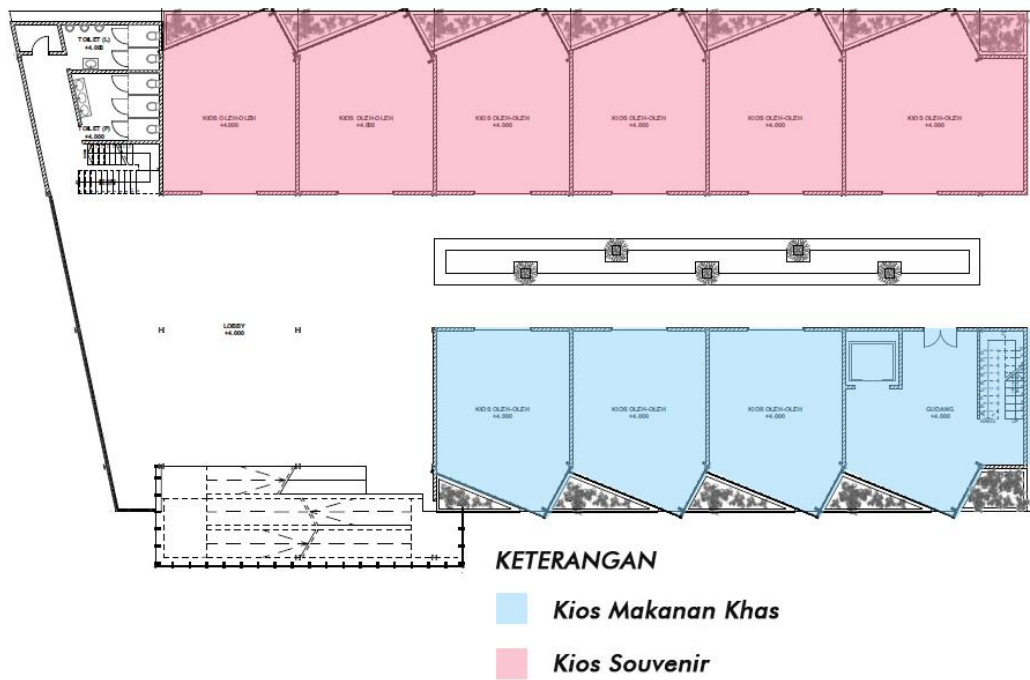 TOILET (L)
+4.000
TOILET (P)
+4.000
KIOS OLEH-OLEH
+4.000
KIOS OLEH-OLEH
+4.000
KIOS OLEH-OLEH
+4.000
KIOS OLEH-OLEH
+4.000
KIOS OLEH-OLEH
+4.000
KIOS OLEH-OLEH
+4.000
LOBBY
+4.000
KIOS OLEH-OLEH
+4.000
KIOS OLEH-OLEH
+4.000
KIOS OLEH-OLEH
+4.000
GUDANG
+4.000
KETERANGAN
Kios Makanan Khas
Kios Souvenir